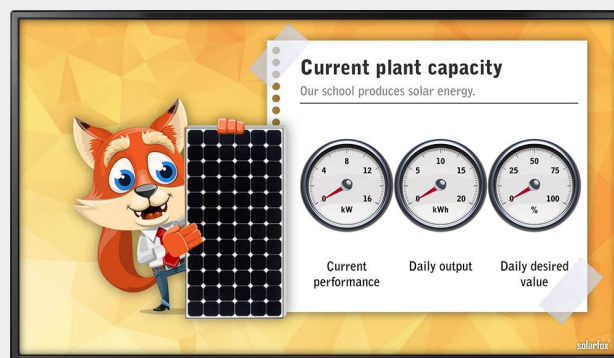 Current plant capacity
Our school produces solar energy.
8
4 12
0 16
kW
10
5 15
0 20
kWh
50
25 75
0 100
%
Current
performance
Daily output
Daily desired
value
solarfox